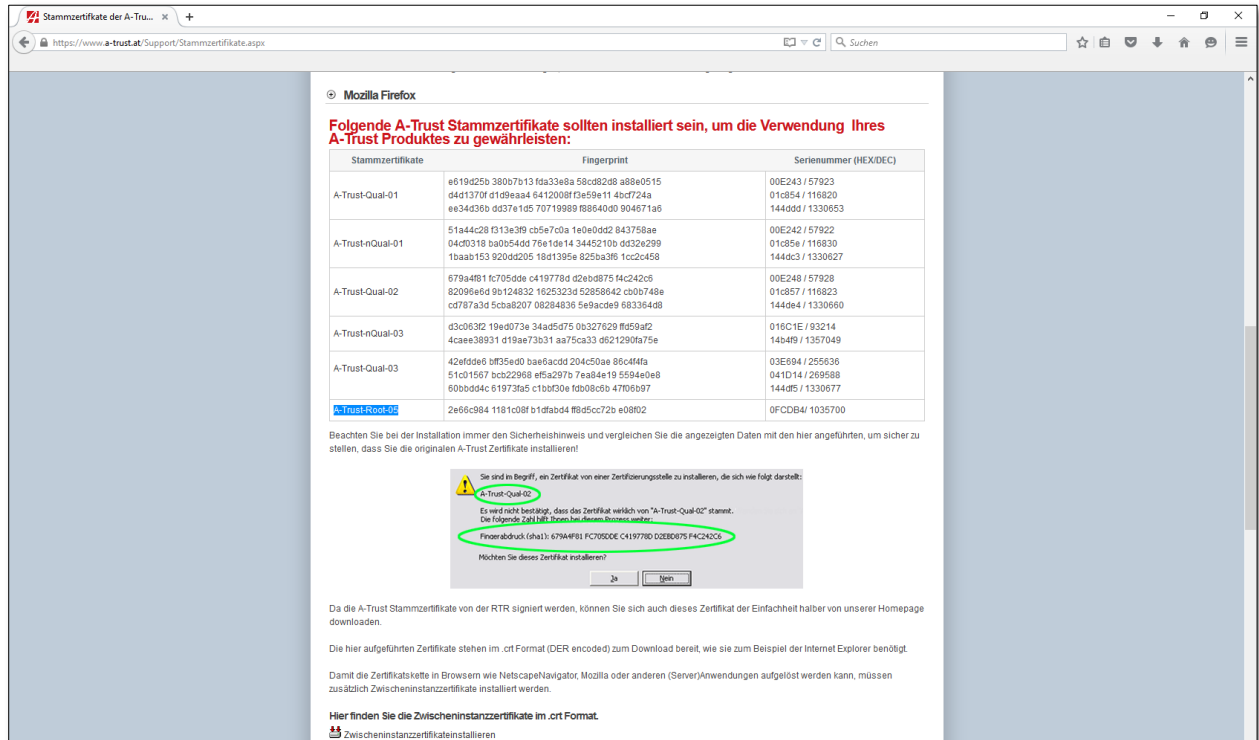 Stammzertifkate der A-Tru...
https://www.a-trust.at/Support/Stammzertifikate.aspx
Suchen
Mozilla Firefox
Folgende A-Trust Stammzertifikate sollten installiert sein, um die Verwendung Ihres
A-Trust Produktes zu gewährleisten:
Stammzertifikate Fingerprint Serienummer (HEX/DEC)
e619d25b 380b7b13 fda33e8a 58cd82d8 a88e0515 00E243 / 57923
A-Trust-Qual-01 d4d1370f d1d9eaa4 6412008f f3e59e11 4bcf724a 01c854 / 116820
ee34d36b dd37e1d5 70719989 f88640d0 904671a6 144ddd / 1330653
51a44c28 f313e3f9 cb5e7c0a 1e0e0dd2 843758ae 00E242 / 57922
A-Trust-nQual-01 04cf0318 ba0b54dd 76e1de14 3445210b dd32e299 01c85e / 116830
1baab153 920dd205 18d1395e 825ba3f6 1cc2c458 144dc3 / 1330627
679a4f81 fc705dde c419778d d2ebd875 f4c242c6 00E248 / 57928
A-Trust-Qual-02 82096e6d 9b124832 1625323d 52858642 cb0b748e 01c857 / 116823
cd787a3d 5cba8207 08284836 5e9acde9 683364d8 144de4 / 1330660
A-Trust-nQual-03 d3c063f2 19ed073e 34ad5d75 0b327629 ffd59af2 016C1E / 93214
4caee38931 d19ae73b31 aa75ca33 d621290fa75e 14b4f9 / 1357049
42efdde6 bff35ed0 bae6acdd 204c50ae 86c4f4fa 03E694 / 255636
A-Trust-Qual-03 51c01567 bcb22968 ef5a297b 7ea84e19 5594e0e8 041D14 / 269588
60bbdd4c 61973fa5 c1bbf30e fdb08c6b 47f06b97 144df5 / 1330677
A-Trust-Root-05 2e66c984 1181c08f b1dfabd4 ff8d5cc72b e08f02 0FCDB4/ 1035700
Beachten Sie bei der Installation immer den Sicherheishinweis und vergleichen Sie die angezeigten Daten mit den hier angeführten, um sicher zu
stellen, dass Sie die originalen A-Trust Zertifikate installieren!
Sie sind im Begriff, ein Zertifikat von einer Zertifizierungsstelle zu installieren, die sich wie folgt darstellt:
A-Trust-Qual-02
Es wird nicht bestätigt, dass das Zertifikat wirklich von "A-Trust-Qual-02" stammt.
Die folgende Zahl hilft Ihnen bei diesem Prozess weiter:
Fingerabdruck (sha1): 679A4F81 FC705DDE C419778D D2EBD875 F4C242C6
Möchten Sie dieses Zertifikat installieren?
Ja Nein
Da die A-Trust Stammzertifikate von der RTR signiert werden, können Sie sich auch dieses Zertifikat der Einfachheit halber von unserer Homepage
downloaden.
Die hier aufgeführten Zertifikate stehen im .crt Format (DER encoded) zum Download bereit, wie sie zum Beispiel der Internet Explorer benötigt.
Damit die Zertifikatskette in Browsern wie NetscapeNavigator, Mozilla oder anderen (Server)Anwendungen aufgelöst werden kann, müssen
zusätzlich Zwischeninstanzzertifikate installiert werden.
Hier finden Sie die Zwischeninstanzzertifikate im .crt Format.
Zwischeninstanzzertifikateinstallieren